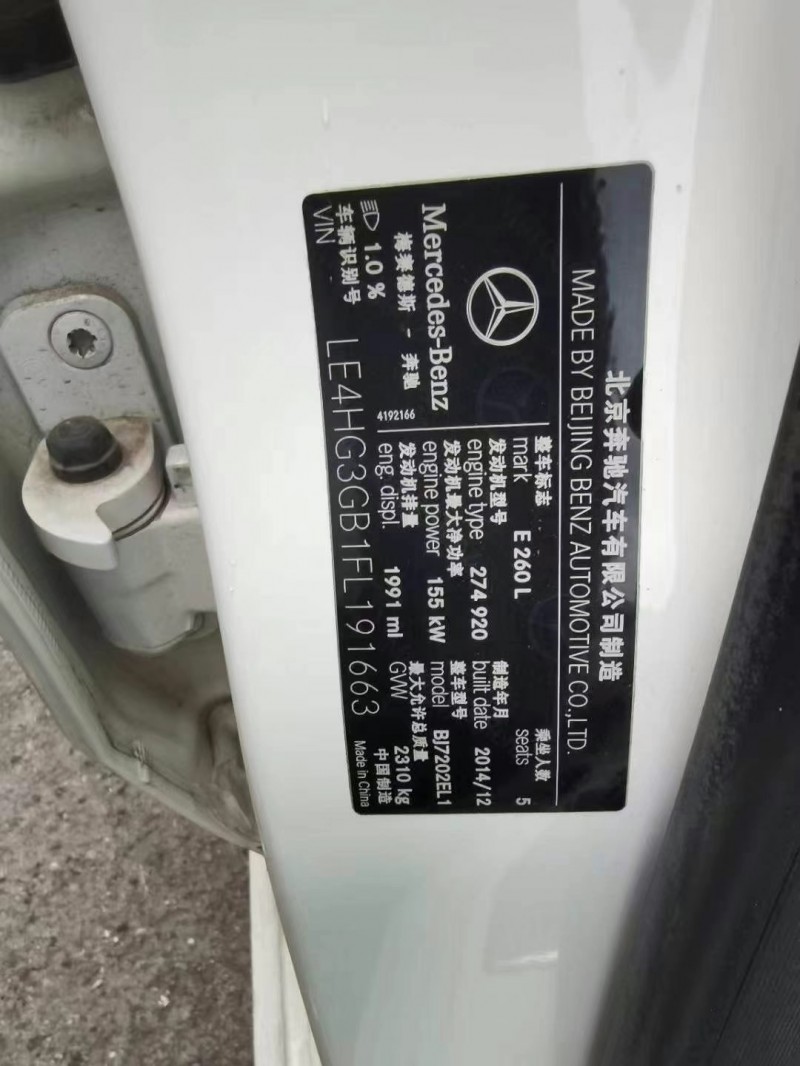 北京奔驰汽车有限公司制造
MADE BY BEIJING BENZ AUTOMOTIVE CO.,LTD.
Mercedes-Benz
梅赛德斯 - 奔驰
1.0 %
4192166
整车标志
mark E 260 L
乘坐人数
seats 5
发动机型号
engine type 274 920
制造年月
built date 2014/12
发动机最大净功率
engine power 155 kW
整车型号
model BJ7202EL1
发动机排量
eng. displ. 1991 ml
最大允许总质量
GVW 2310 kg
车辆识别号
VIN LE4HG3GB1FL191663
中国制造
Made in China